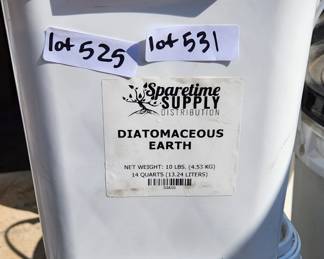 lot 525
lot 531
Sparetime
SUPPLY
DISTRIBUTION
DIATOMACEOUS
EARTH
NET WEIGHT: 10 LBS. (4.53 KG)
14 QUARTS (13.24 LITERS)